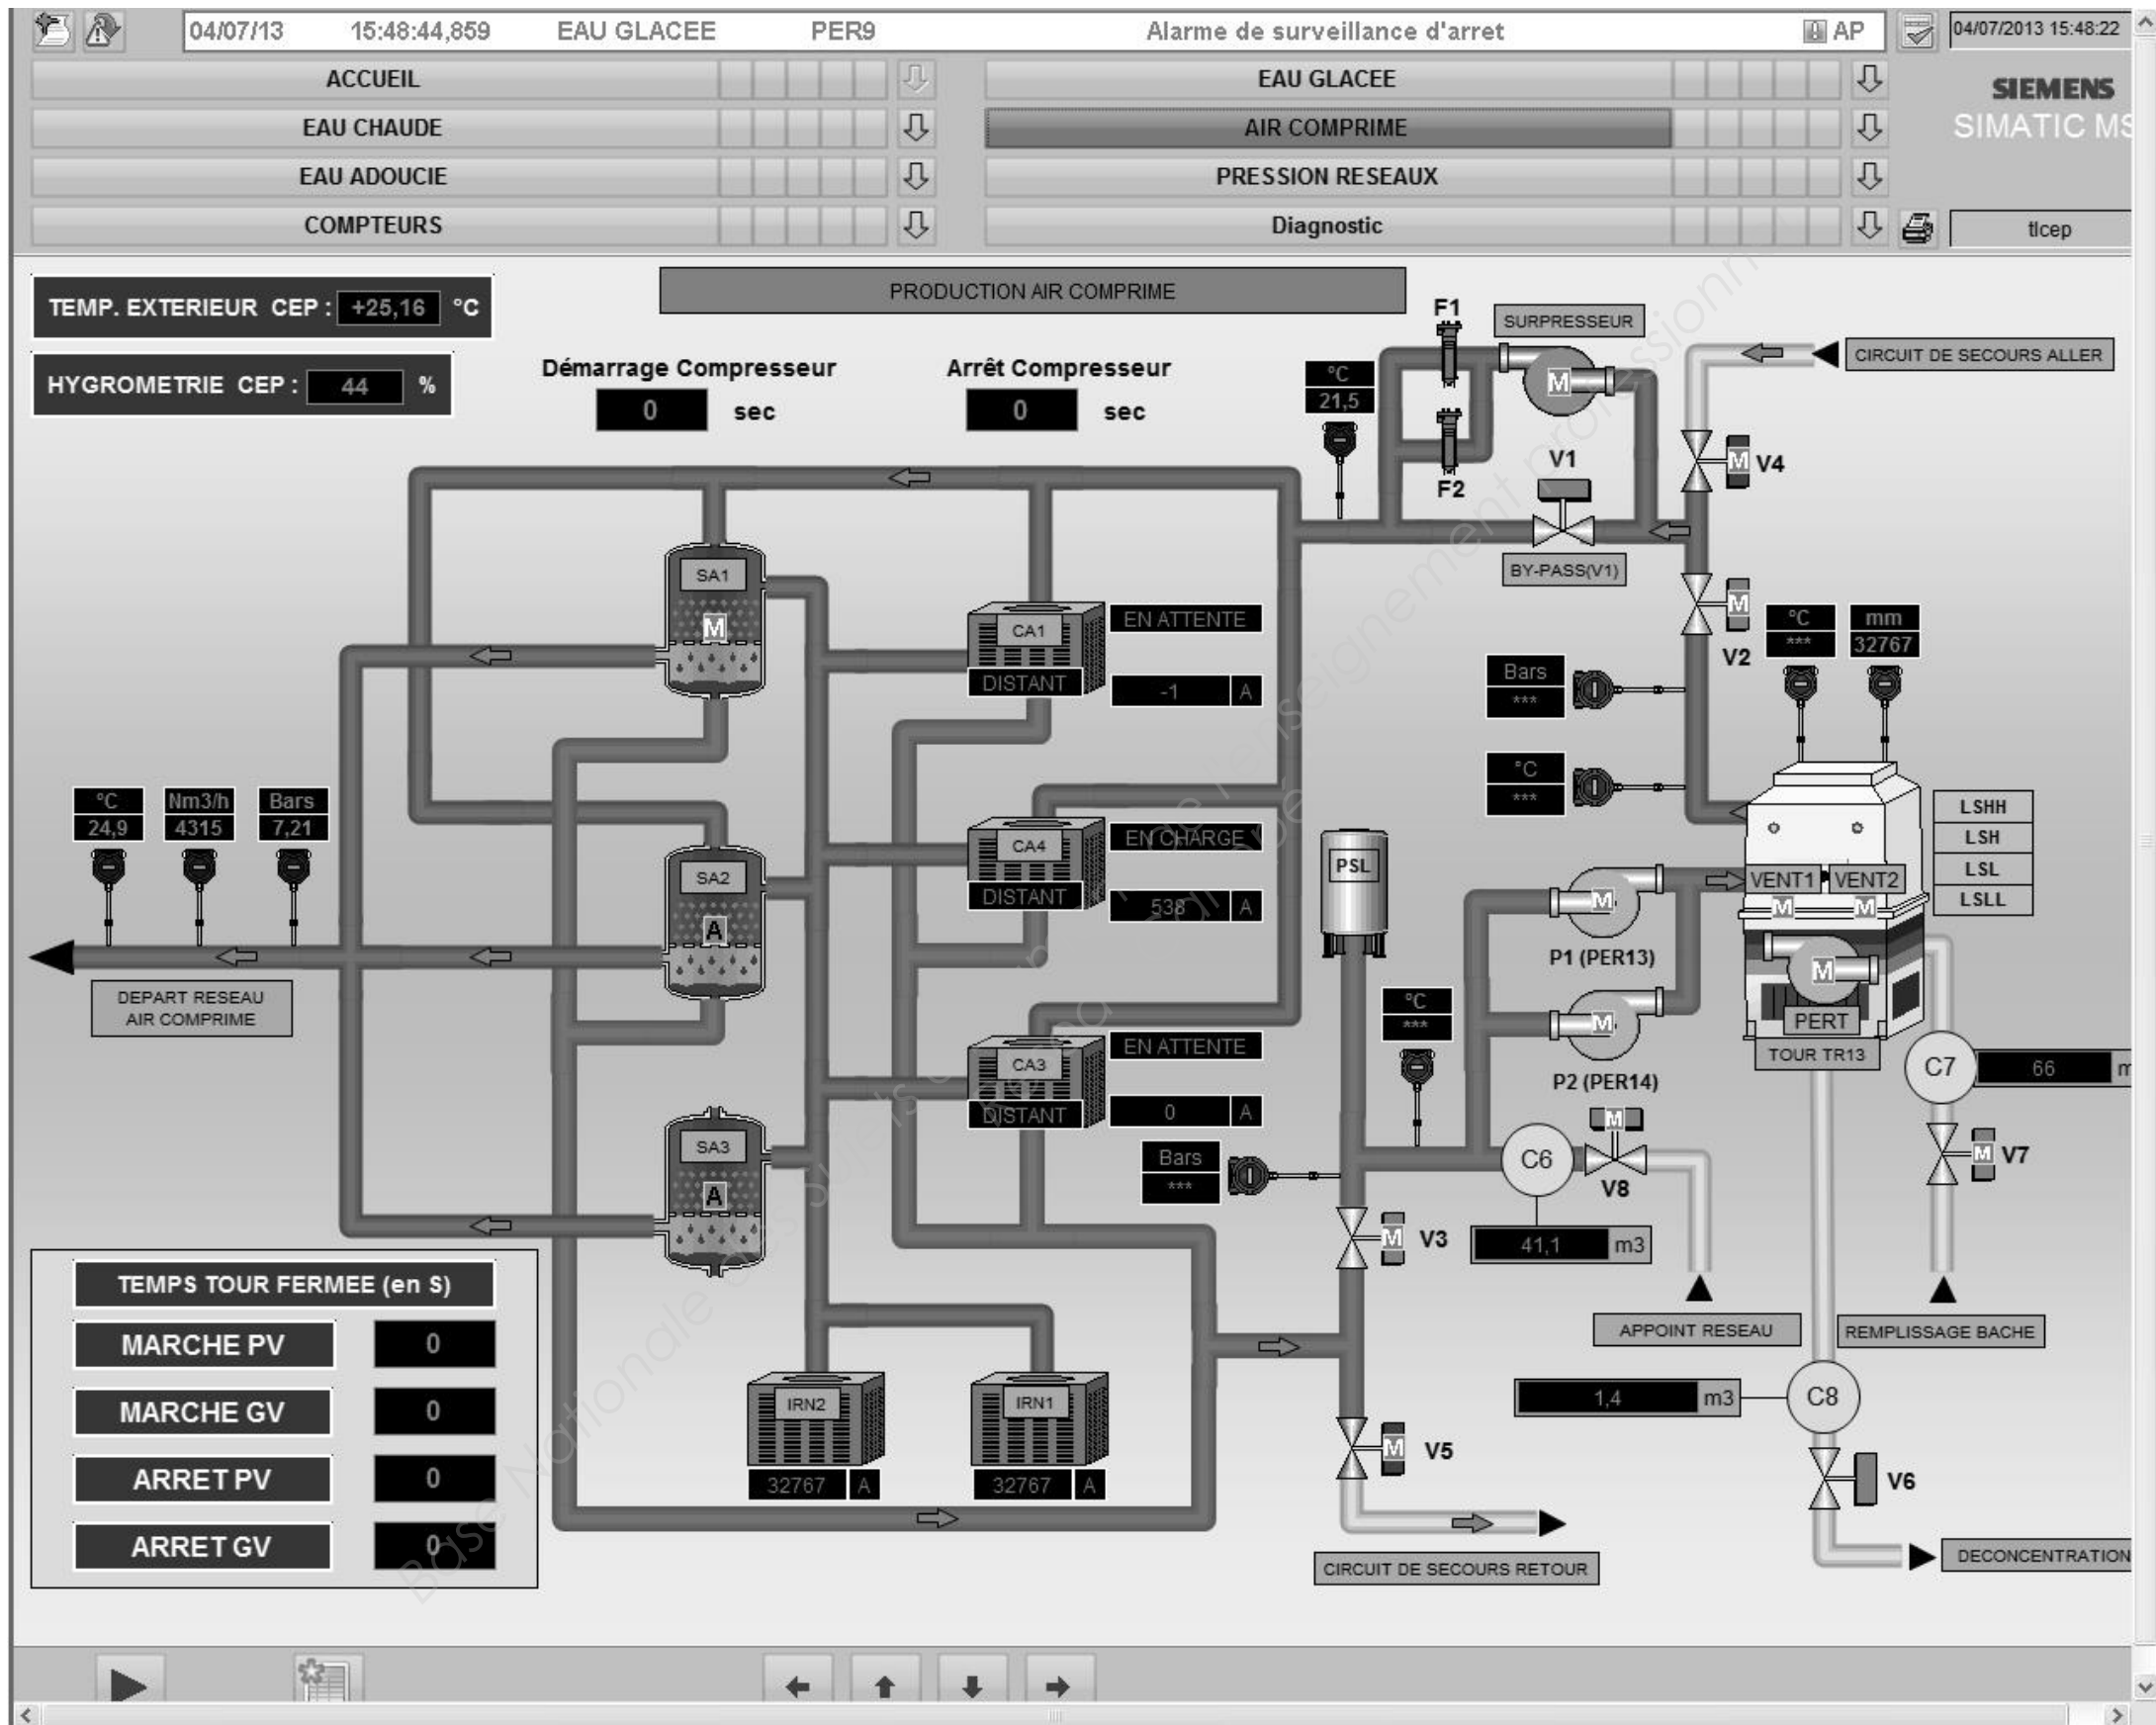 04/07/13 15:48:44,859 EAU GLACEE PER9 Alarme de surveillance d'arret AP 04/07/2013 15:48:22
ACCUEIL EAU GLACEE
SIEMENS
EAU CHAUDE AIR COMPRIME
SIMATIC MS
EAU ADOUCIE PRESSION RESEAUX
COMPTEURS Diagnostic tlcep
PRODUCTION AIR COMPRIME
TEMP. EXTERIEUR CEP : +25,16 °C
HYGROMETRIE CEP : 44 %
Démarrage Compresseur
0 sec
Arrêt Compresseur
0 sec
F1
SURPRESSEUR
M
CIRCUIT DE SECOURS ALLER
°C
21,5
F2
V1
M V4
BY-PASS(V1)
M
V2
°C
***
mm
32767
Bars
***
°C
***
SA1
M
CA1
DISTANT
EN ATTENTE
-1 A
°C
24,9
Nm3/h
4315
Bars
7,21
SA2
A
CA4
DISTANT
EN CHARGE
538 A
PSL
LSHH
LSH
LSL
LSLL
VENT1 VENT2
M M
M
P1 (PER13)
M
PERT
TOUR TR13
DEPART RESEAU
AIR COMPRIME
°C
***
M
P2 (PER14)
CA3
DISTANT
EN ATTENTE
0 A
SA3
A
Bars
***
C6
M
V8
41,1 m3
C7
66 m
M V7
M V3
APPOINT RESEAU
REMPLISSAGE BACHE
TEMPS TOUR FERMEE (en S)
MARCHE PV 0
MARCHE GV 0
ARRET PV 0
ARRET GV 0
IRN2
32767 A
IRN1
32767 A
1,4 m3
C8
M V5
V6
CIRCUIT DE SECOURS RETOUR
DECONCENTRATION